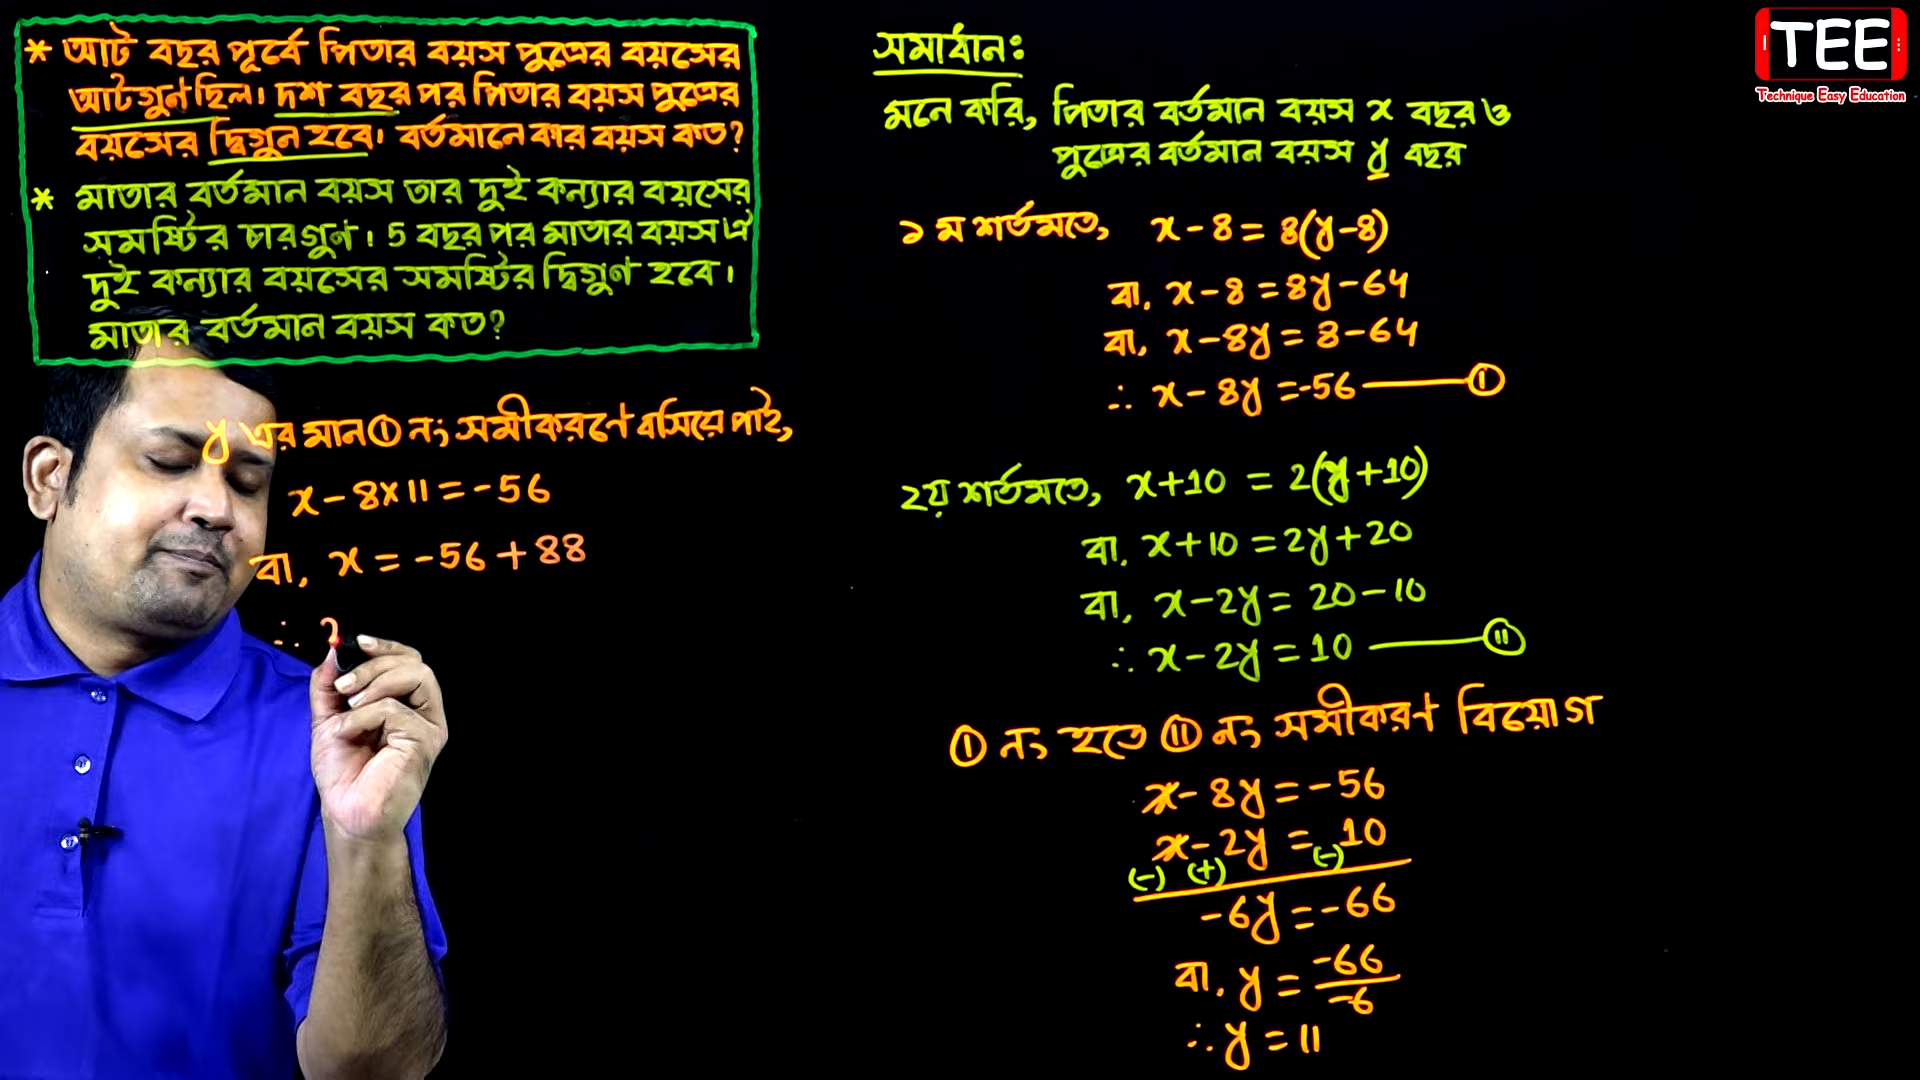 * আট বছর পূর্বে পিতার বয়স পুত্রের বয়সের
আটগুণ ছিল। দশ বছর পর পিতার বয়স পুত্রের
বয়সের দ্বিগুন হবে। বর্তমানে কার বয়স কত?
* মাতার বর্তমান বয়স তার দুই কন্যার বয়সের
সমষ্টির চারগুণ। 5 বছর পর মাতার বয়স ঐ
দুই কন্যার বয়সের সমষ্টির দ্বিগুণ হবে।
মাতার বর্তমান বয়স কত?
y এর মান (i) নং সমীকরণে বসিয়ে পাই,
x - 8×11 = -56
বা, x = -56 + 88
∴
সমাধানঃ
মনে করি, পিতার বর্তমান বয়স x বছর ও
পুত্রের বর্তমান বয়স y বছর
১ম শর্তমতে, x - 8 = 8(y-8)
বা, x - 8 = 8y - 64
বা, x - 8y = 8 - 64
∴ x - 8y = -56 —— (i)
২য় শর্তমতে, x+10 = 2(y+10)
বা, x+10 = 2y+20
বা, x-2y = 20-10
∴ x-2y = 10 —— (ii)
(i) নং হতে (ii) নং সমীকরণ বিয়োগ
x - 8y = -56
x - 2y = 10
(-) (+) (-)
-6y = -66
বা, y = -66/-6
∴ y = 11
TEE
Technique Easy Education